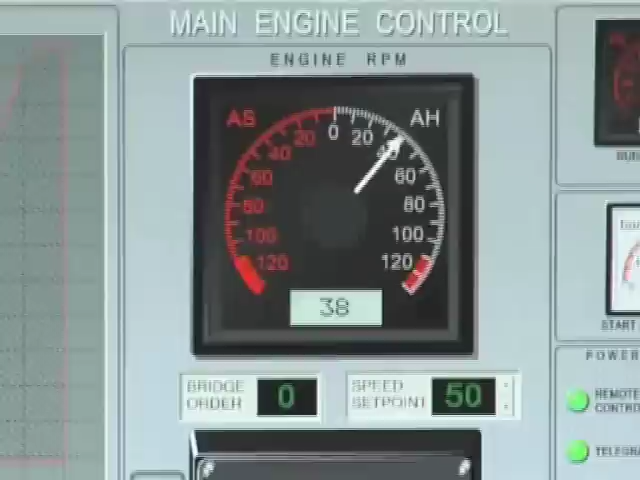 MAIN ENGINE CONTROL
ENGINE RPM
AS
AH
0
20
20
40
40
60
60
80
80
100
100
120
120
38
BRIDGE
ORDER
0
SPEED
SETPOINT
50
START
POWER
REMOTE
CONTROL